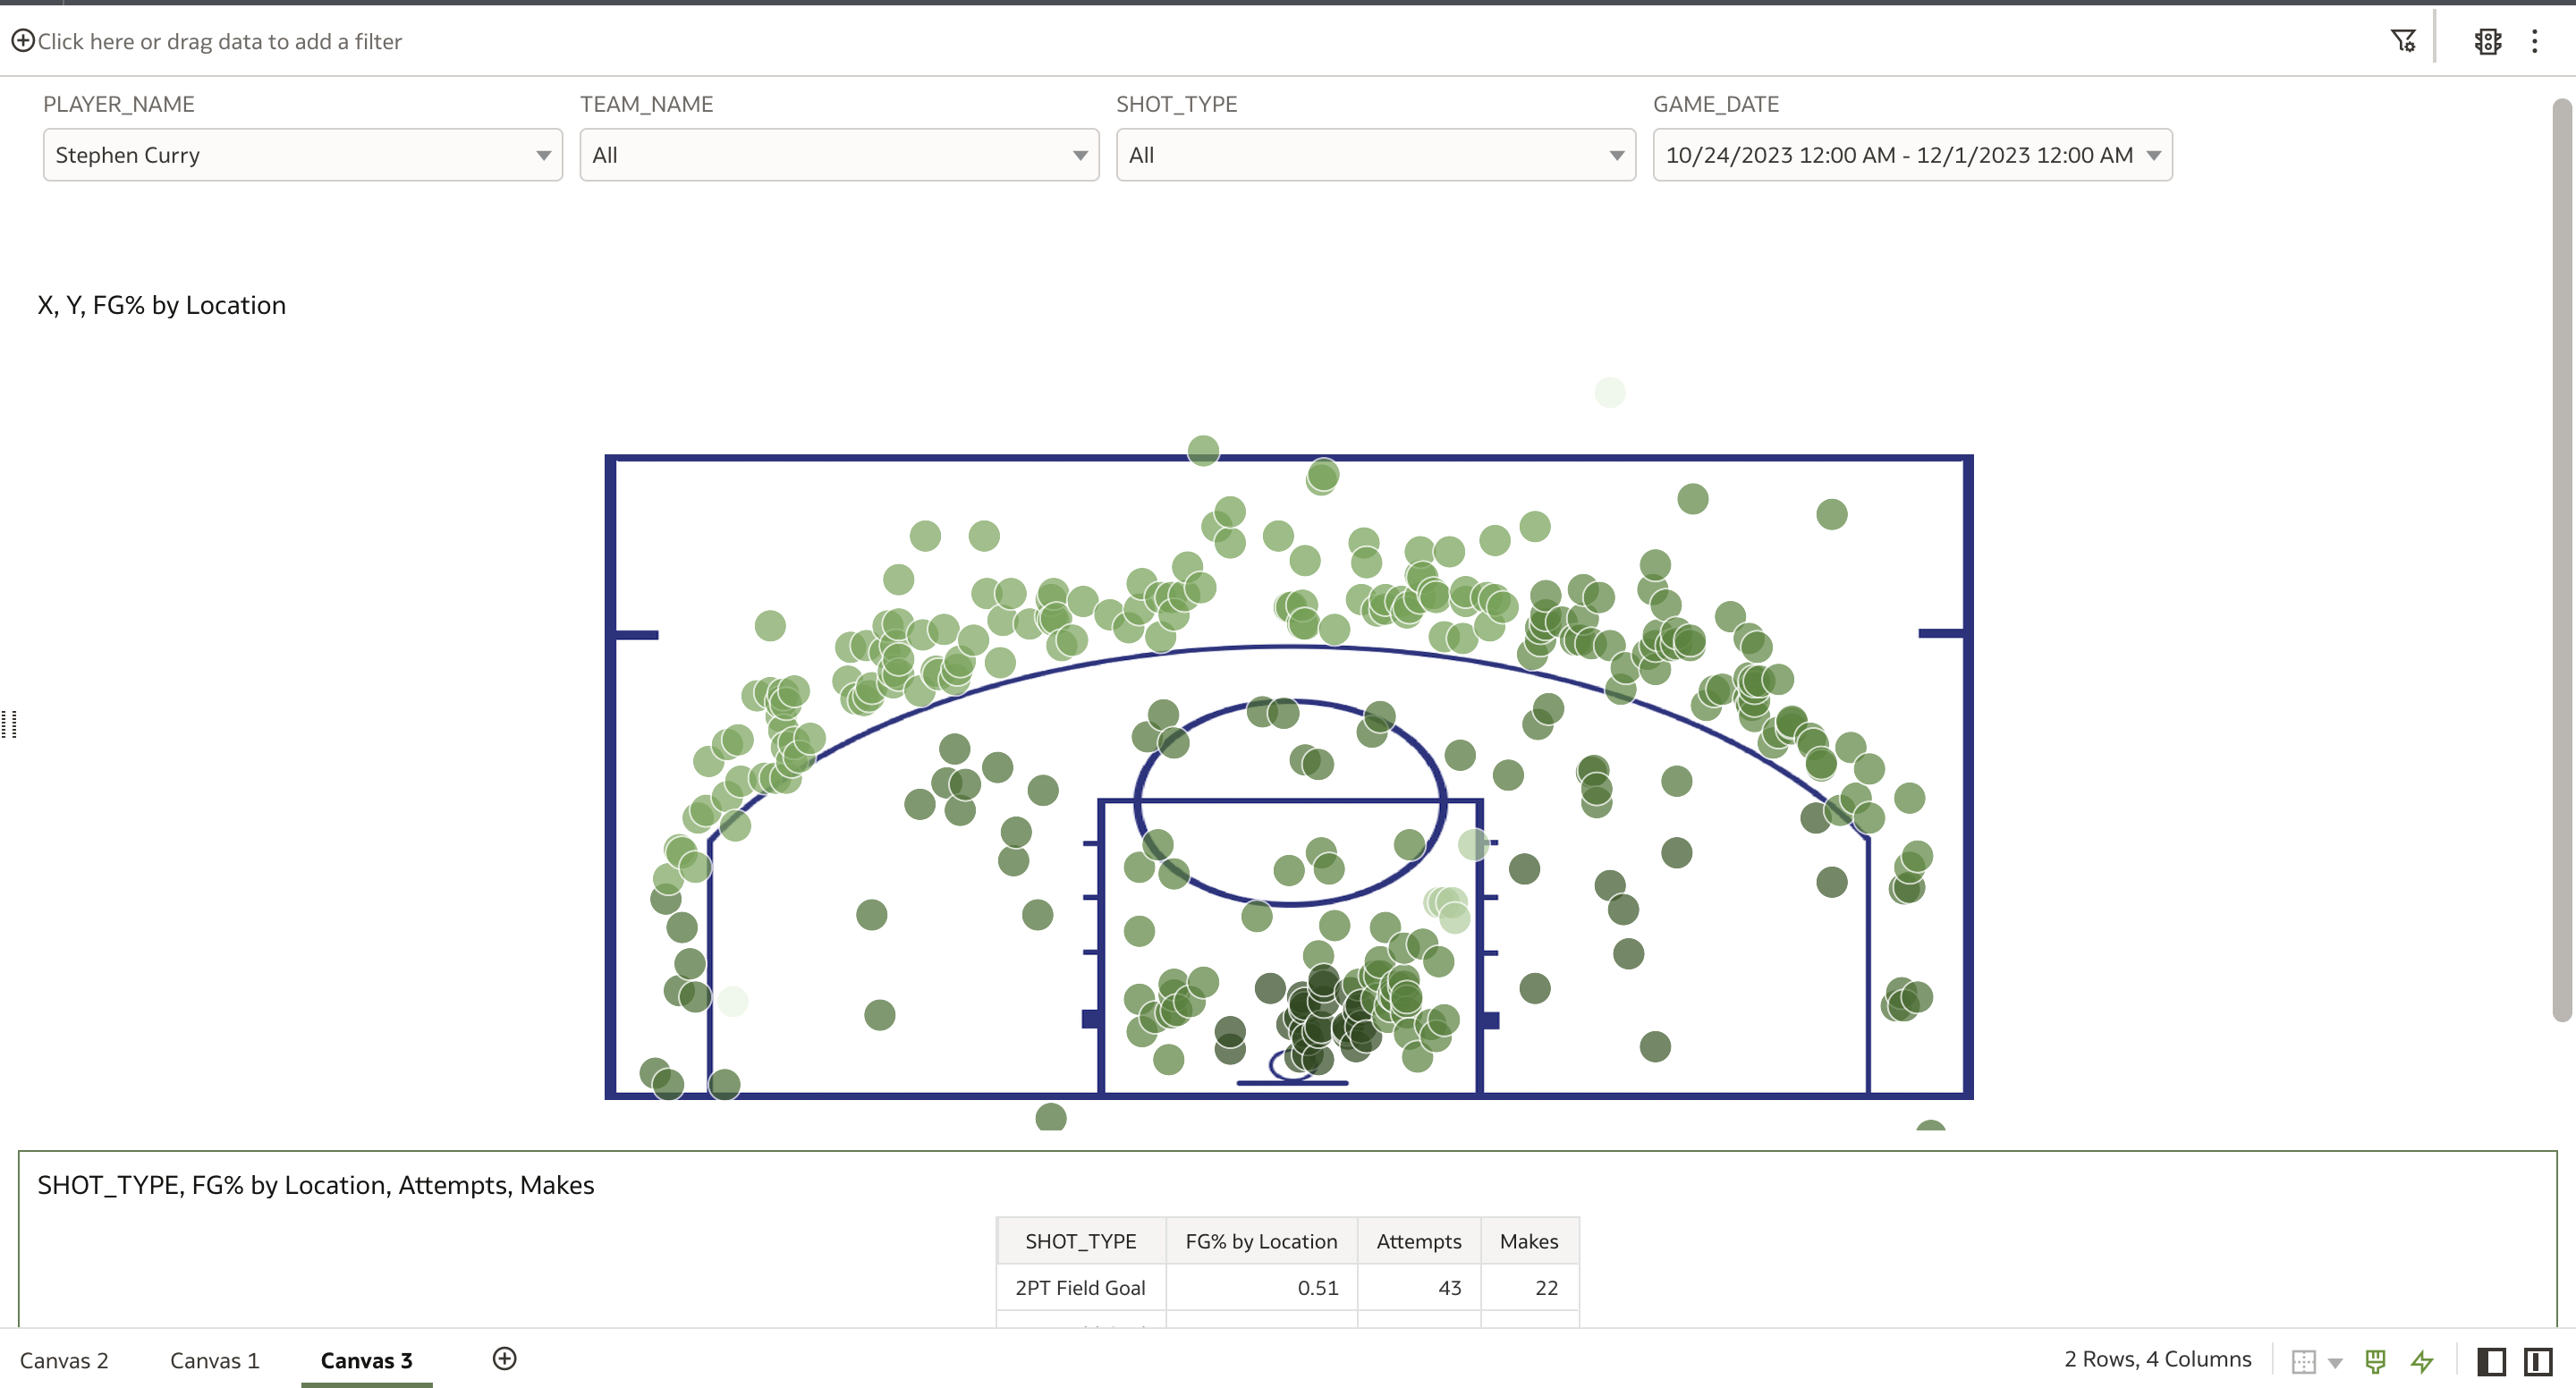 Click here or drag data to add a filter
PLAYER_NAME TEAM_NAME SHOT_TYPE GAME_DATE
Stephen Curry All All 10/24/2023 12:00 AM - 12/1/2023 12:00 AM
X, Y, FG% by Location
SHOT_TYPE, FG% by Location, Attempts, Makes
SHOT_TYPE FG% by Location Attempts Makes
2PT Field Goal 0.51 43 22
Canvas 2 Canvas 1 Canvas 3 2 Rows, 4 Columns